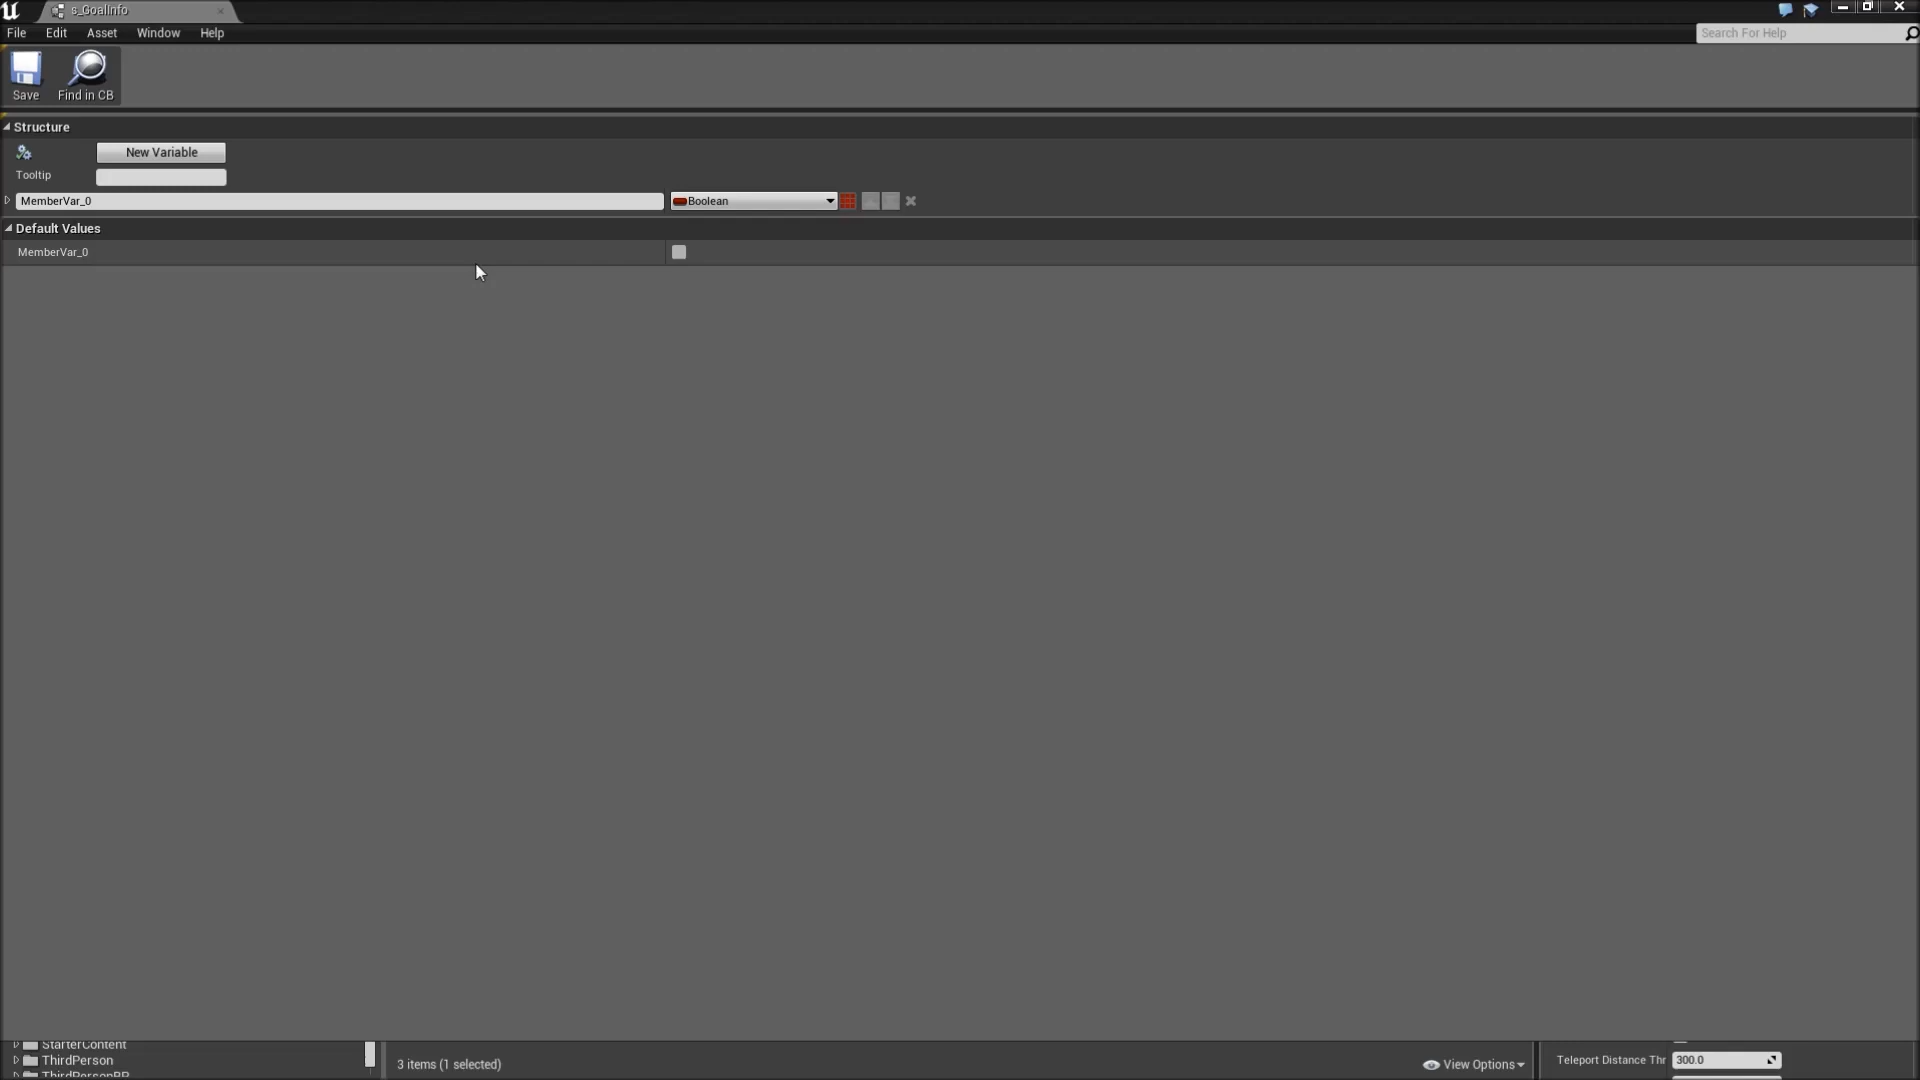 s_GoalInfo
File Edit Asset Window Help
Search For Help
Save Find in CB
Structure
New Variable
Tooltip
MemberVar_0 Boolean
Default Values
MemberVar_0
StarterContent
ThirdPerson
ThirdPersonBP
3 items (1 selected)
View Options
Teleport Distance Thr 300.0